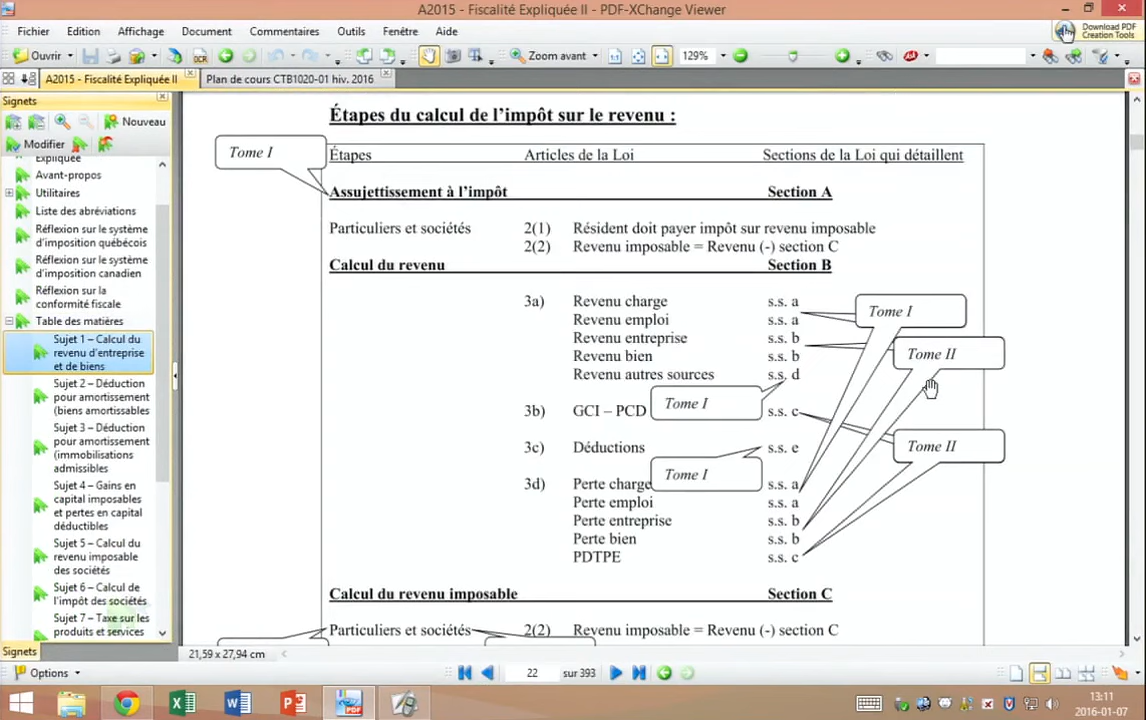 A2015 - Fiscalité Expliquée II - PDF-XChange Viewer
Fichier Edition Affichage Document Commentaires Outils Fenêtre Aide
Download PDF
Creation Tools
Ouvrir OCR Zoom avant 129%
A2015 - Fiscalité Expliquée II Plan de cours CTB1020-01 hiv. 2016
Signets
Nouveau
Modifier
Expliquée
Avant-propos
Utilitaires
Liste des abréviations
Réflexion sur le système
d'imposition québécois
Réflexion sur le système
d'imposition canadien
Réflexion sur la
conformité fiscale
Table des matières
Sujet 1 – Calcul du
revenu d'entreprise
et de biens
Sujet 2 – Déduction
pour amortissement
(biens amortissables
Sujet 3 – Déduction
pour amortissement
(immobilisations
admissibles
Sujet 4 – Gains en
capital imposables
et pertes en capital
déductibles
Sujet 5 – Calcul du
revenu imposable
des sociétés
Sujet 6 – Calcul de
l'impôt des sociétés
Sujet 7 – Taxe sur les
produits et services
Signets
Étapes du calcul de l'impôt sur le revenu :
Tome I
Étapes Articles de la Loi Sections de la Loi qui détaillent
Assujettissement à l'impôt Section A
Particuliers et sociétés 2(1) Résident doit payer impôt sur revenu imposable
2(2) Revenu imposable = Revenu (-) section C
Calcul du revenu Section B
3a) Revenu charge s.s. a
Tome I
Revenu emploi s.s. a
Revenu entreprise s.s. b
Revenu bien s.s. b
Tome II
Revenu autres sources s.s. d
Tome I
3b) GCI – PCD s.s. c
3c) Déductions s.s. e
Tome II
Tome I
3d) Perte charge s.s. a
Perte emploi s.s. a
Perte entreprise s.s. b
Perte bien s.s. b
PDTPE s.s. c
Calcul du revenu imposable Section C
Particuliers et sociétés 2(2) Revenu imposable = Revenu (-) section C
21,59 x 27,94 cm
Options 22 sur 393
PDF
13:11
2016-01-07